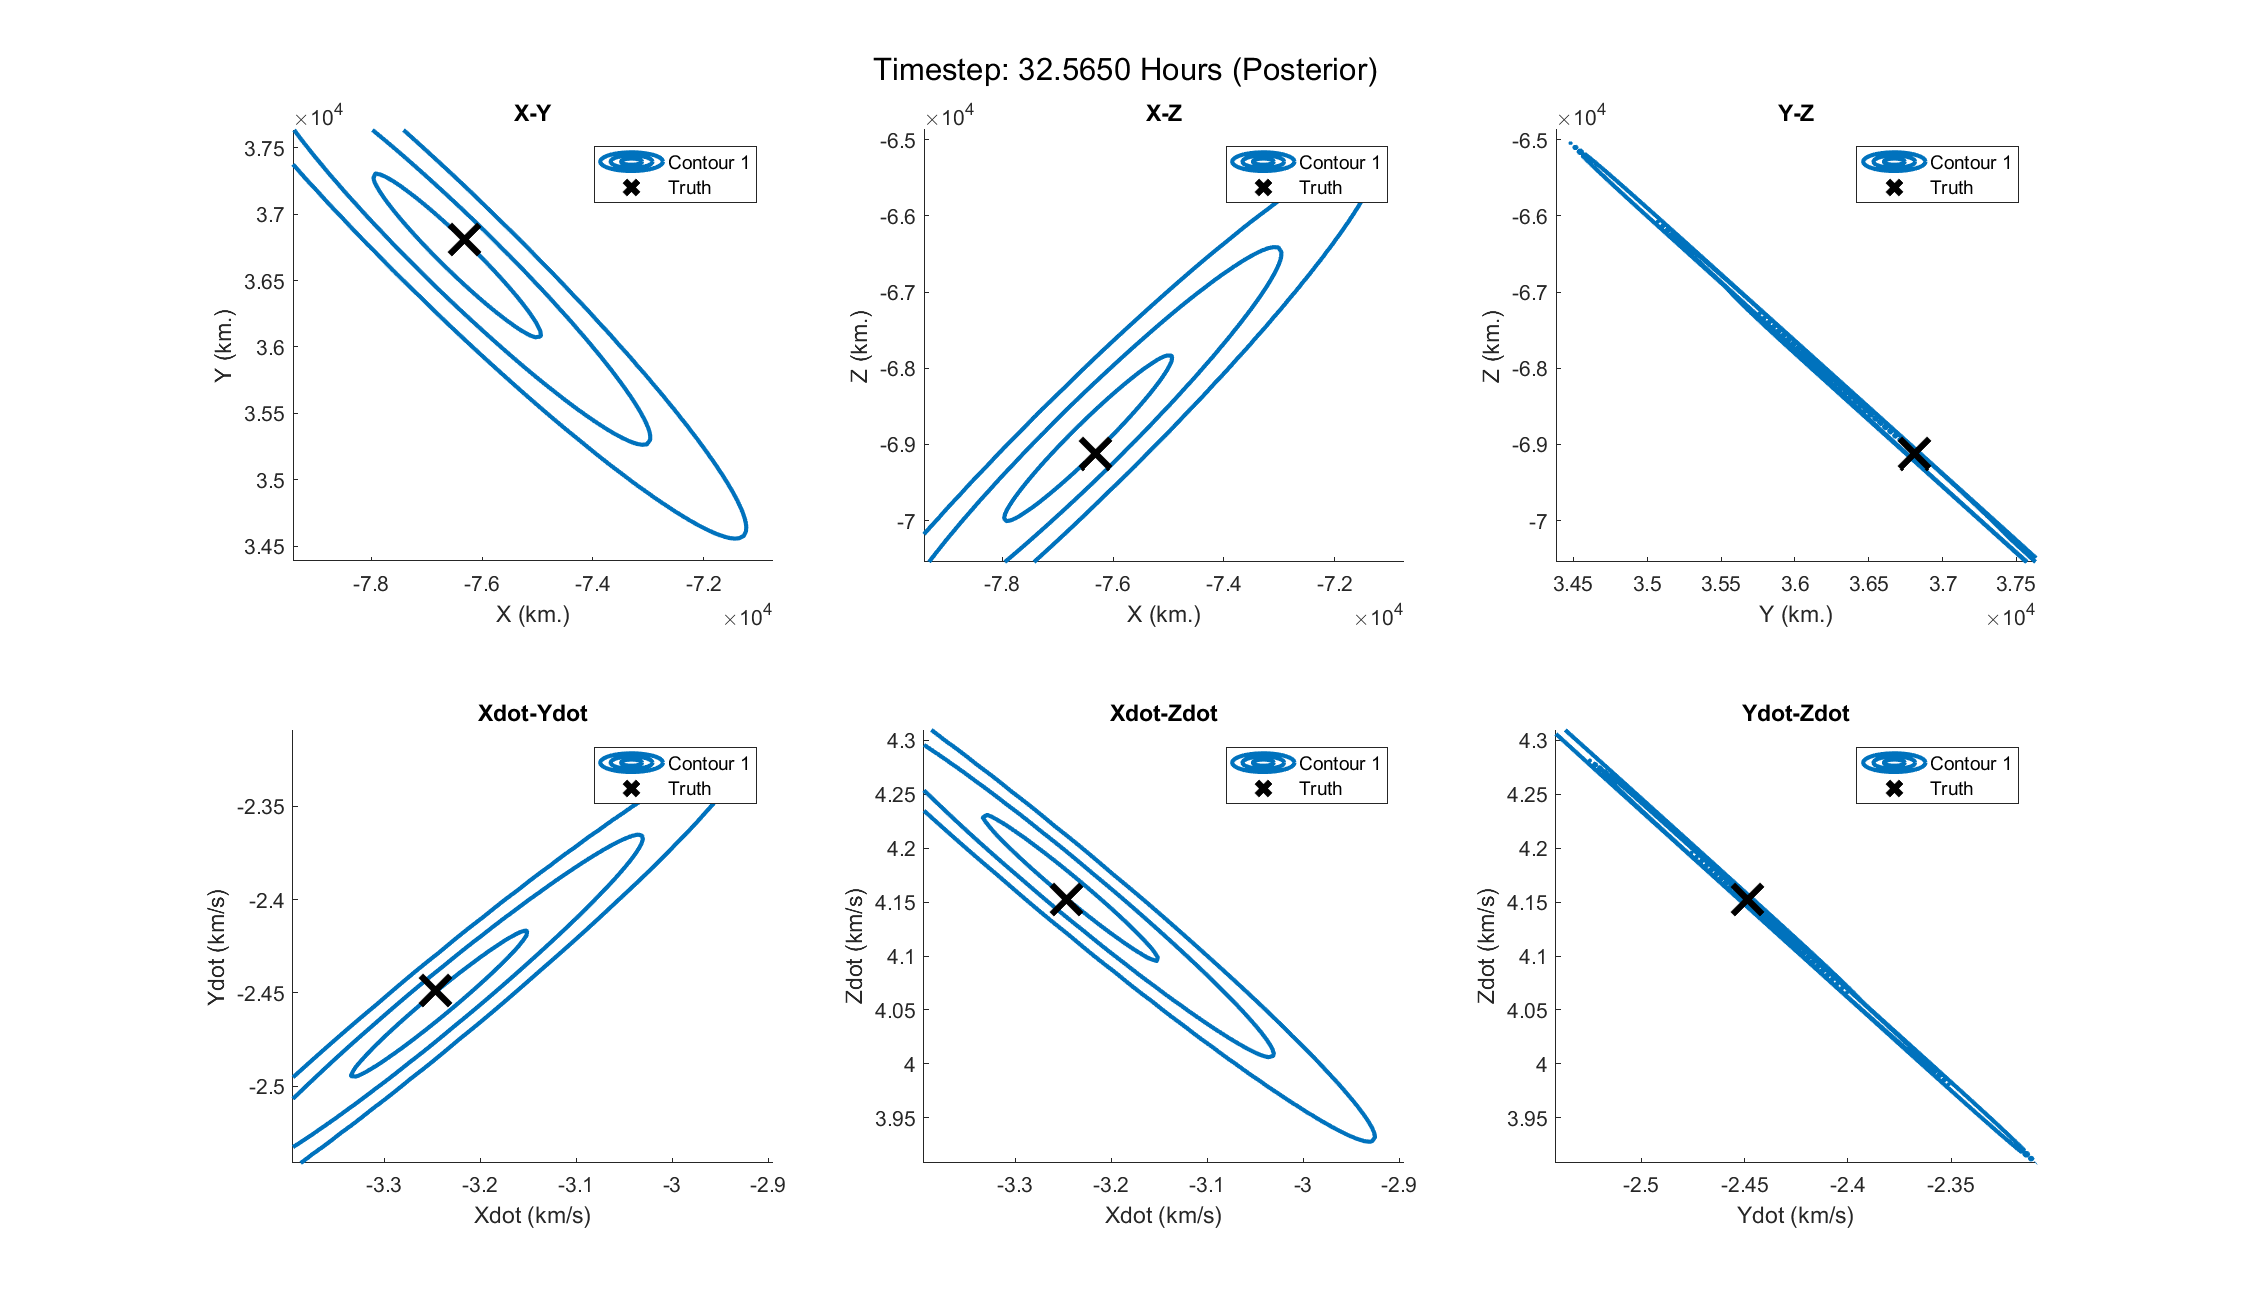 Timestep: 32.5650 Hours (Posterior)
X-Y
×10^4
3.75
3.7
3.65
3.6
3.55
3.5
3.45
Y (km.)
-7.8 -7.6 -7.4 -7.2
X (km.)
×10^4
Contour 1
Truth
X-Z
×10^4
-6.5
-6.6
-6.7
-6.8
-6.9
-7
Z (km.)
-7.8 -7.6 -7.4 -7.2
X (km.)
×10^4
Contour 1
Truth
Y-Z
×10^4
-6.5
-6.6
-6.7
-6.8
-6.9
-7
Z (km.)
3.45 3.5 3.55 3.6 3.65 3.7 3.75
Y (km.)
×10^4
Contour 1
Truth
Xdot-Ydot
-2.35
-2.4
-2.45
-2.5
Ydot (km/s)
-3.3 -3.2 -3.1 -3 -2.9
Xdot (km/s)
Contour 1
Truth
Xdot-Zdot
4.3
4.25
4.2
4.15
4.1
4.05
4
3.95
Zdot (km/s)
-3.3 -3.2 -3.1 -3 -2.9
Xdot (km/s)
Contour 1
Truth
Ydot-Zdot
4.3
4.25
4.2
4.15
4.1
4.05
4
3.95
Zdot (km/s)
-2.5 -2.45 -2.4 -2.35
Ydot (km/s)
Contour 1
Truth